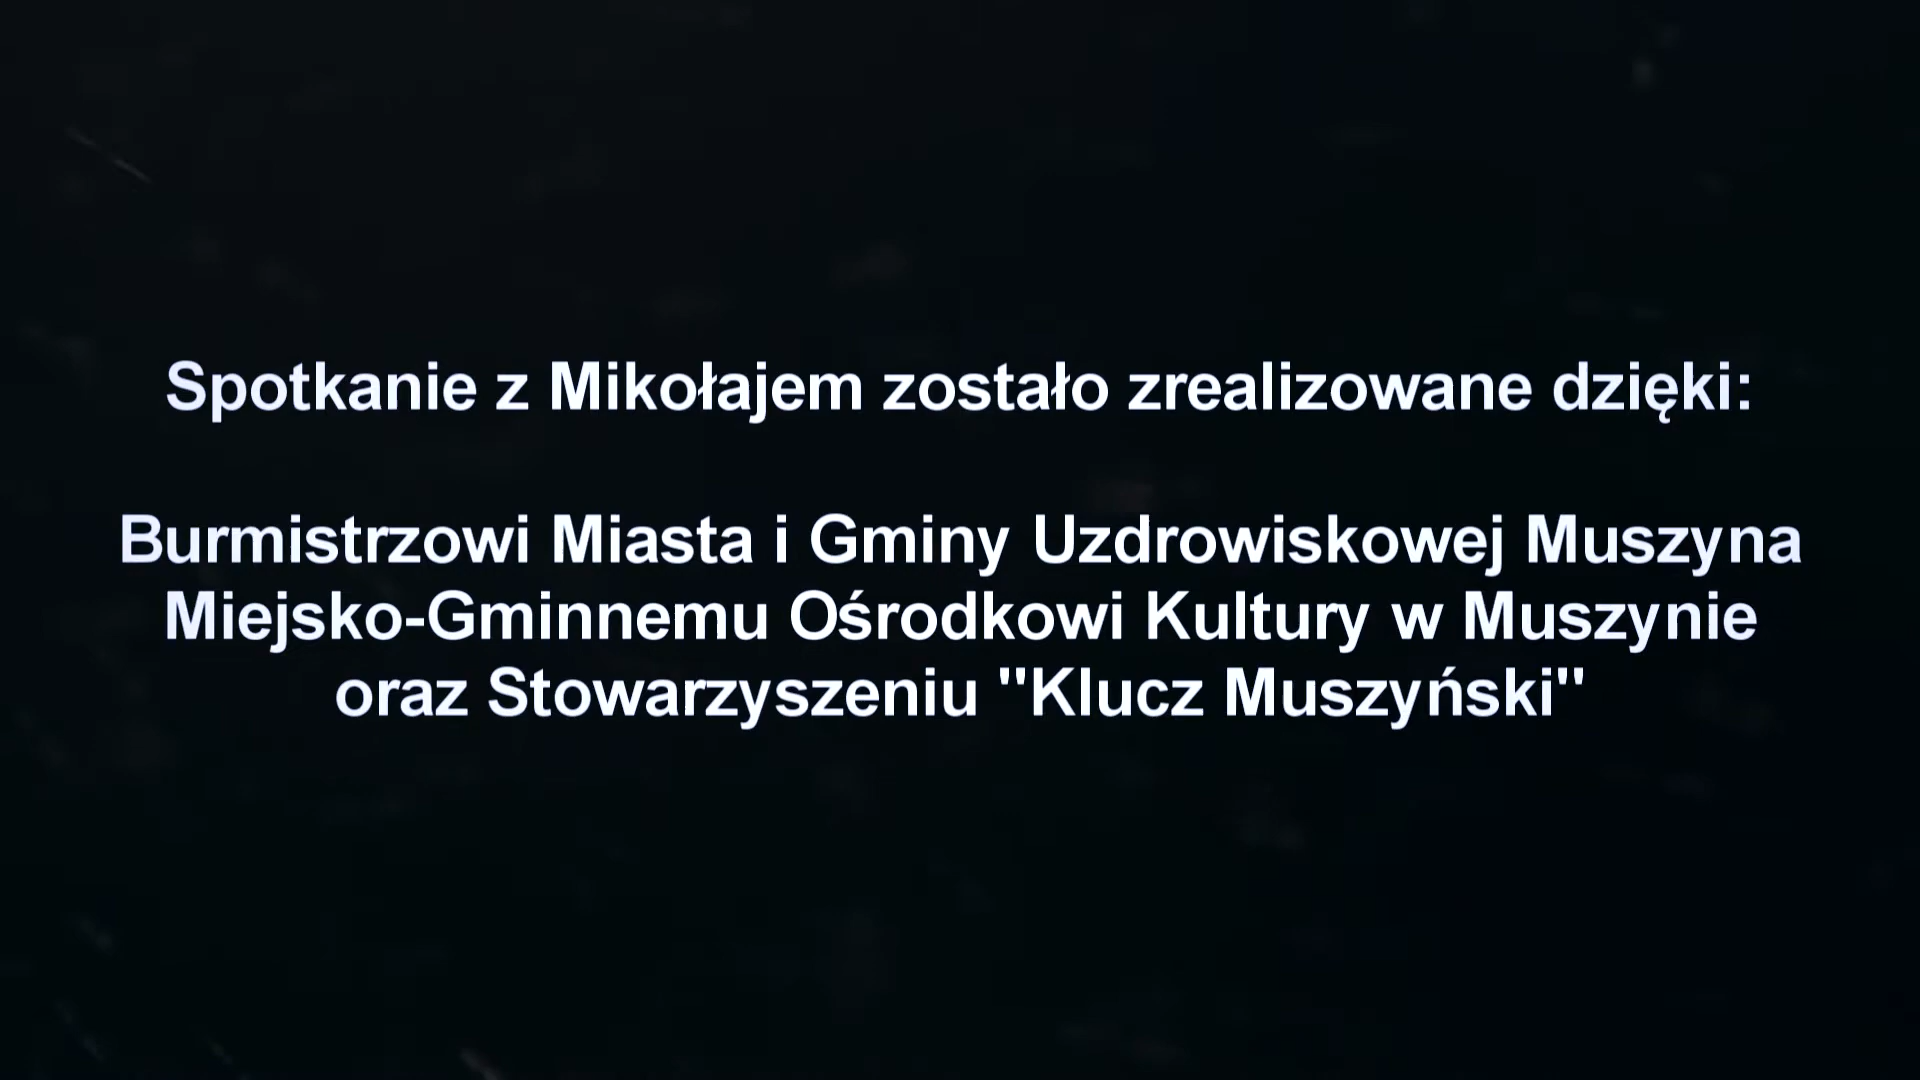 Spotkanie z Mikołajem zostało zrealizowane dzięki:
Burmistrzowi Miasta i Gminy Uzdrowiskowej Muszyna
Miejsko-Gminnemu Ośrodkowi Kultury w Muszynie
oraz Stowarzyszeniu "Klucz Muszyński"